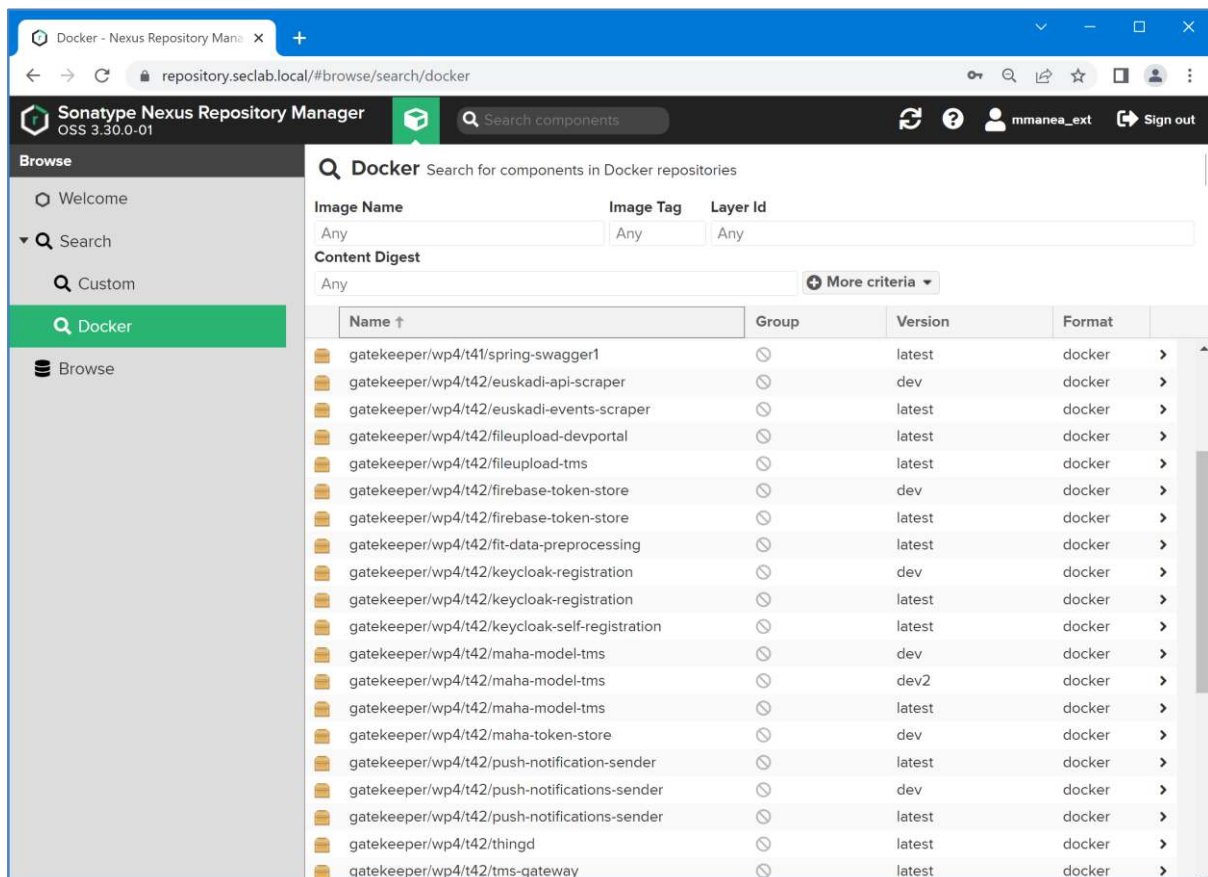 Docker - Nexus Repository Mana
repository.seclab.local/#browse/search/docker
Sonatype Nexus Repository Manager
OSS 3.30.0-01
Search components
mmanea_ext
Sign out
Browse
Welcome
Search
Custom
Docker
Browse
Docker Search for components in Docker repositories
Image Name Image Tag Layer Id
Any Any Any
Content Digest
Any More criteria
Name Group Version Format
gatekeeper/wp4/t41/spring-swagger1 latest docker
gatekeeper/wp4/t42/euskadi-api-scraper dev docker
gatekeeper/wp4/t42/euskadi-events-scraper latest docker
gatekeeper/wp4/t42/fileupload-devportal latest docker
gatekeeper/wp4/t42/fileupload-tms latest docker
gatekeeper/wp4/t42/firebase-token-store dev docker
gatekeeper/wp4/t42/firebase-token-store latest docker
gatekeeper/wp4/t42/fit-data-preprocessing latest docker
gatekeeper/wp4/t42/keycloak-registration dev docker
gatekeeper/wp4/t42/keycloak-registration latest docker
gatekeeper/wp4/t42/keycloak-self-registration latest docker
gatekeeper/wp4/t42/maha-model-tms dev docker
gatekeeper/wp4/t42/maha-model-tms dev2 docker
gatekeeper/wp4/t42/maha-model-tms latest docker
gatekeeper/wp4/t42/maha-token-store dev docker
gatekeeper/wp4/t42/push-notification-sender latest docker
gatekeeper/wp4/t42/push-notifications-sender dev docker
gatekeeper/wp4/t42/push-notifications-sender latest docker
gatekeeper/wp4/t42/thingd latest docker
gatekeeper/wp4/t42/tms-gateway latest docker